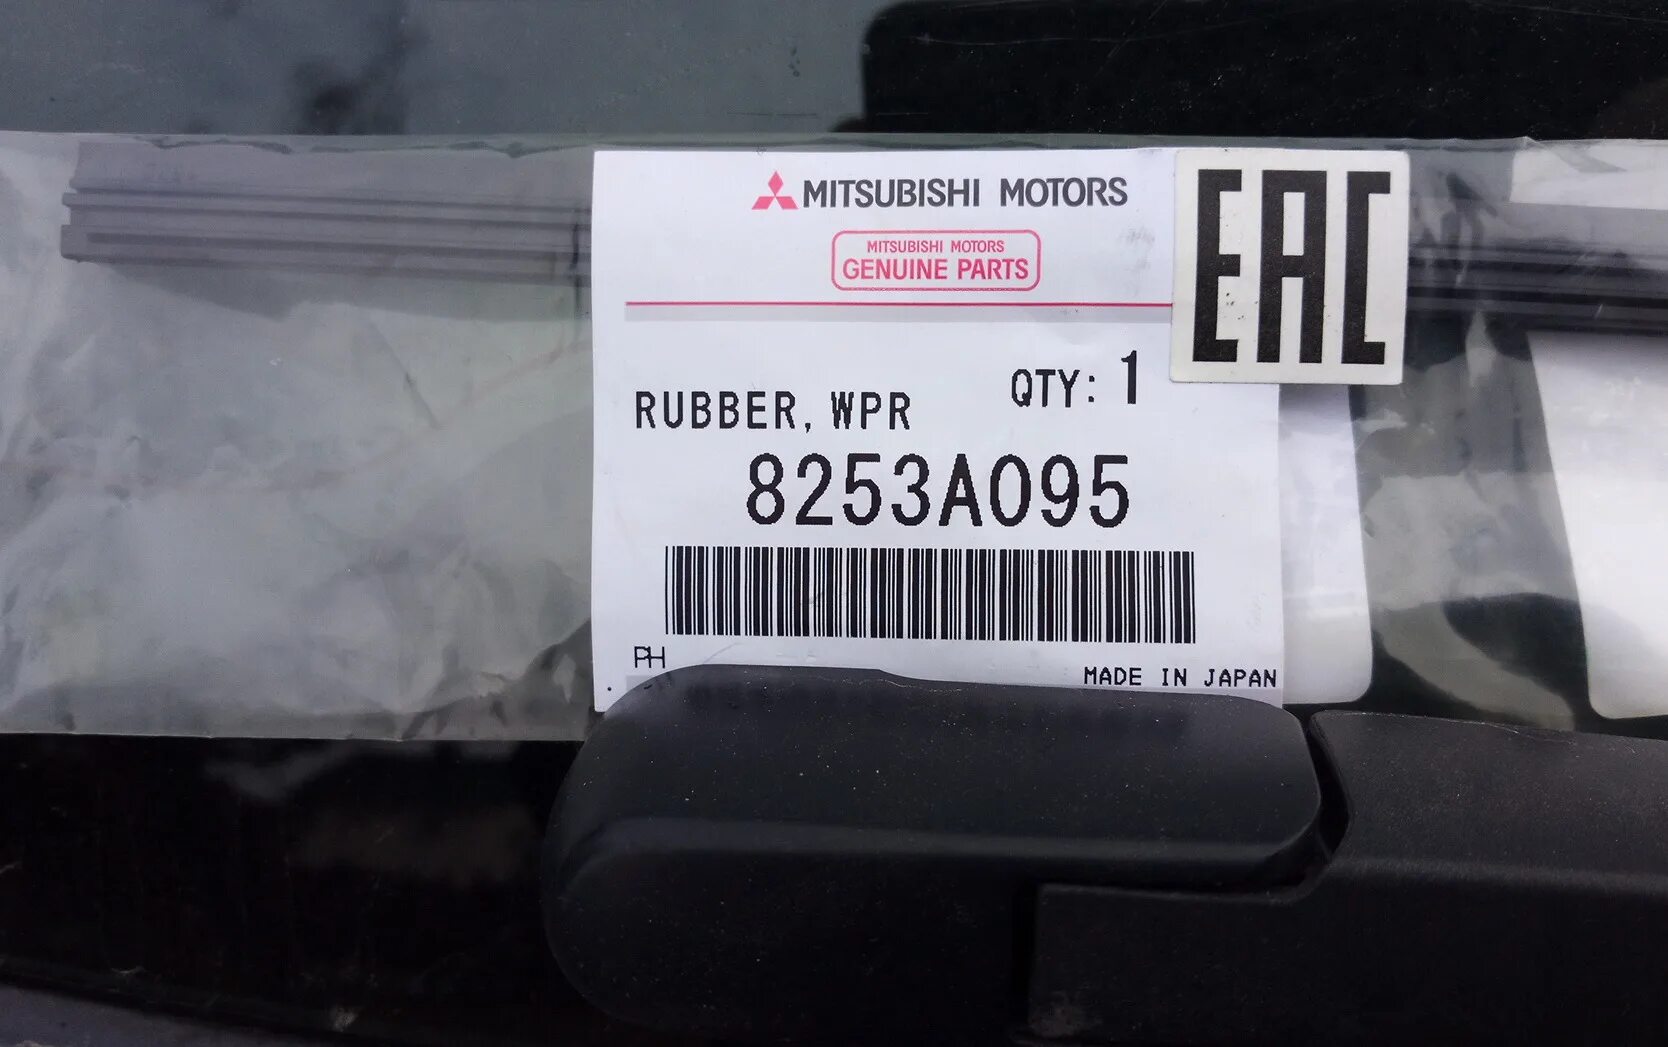 MITSUBISHI MOTORS
EAC
MITSUBISHI MOTORS
GENUINE PARTS
QTY: 1
RUBBER, WPR
8253A095
PH
MADE IN JAPAN